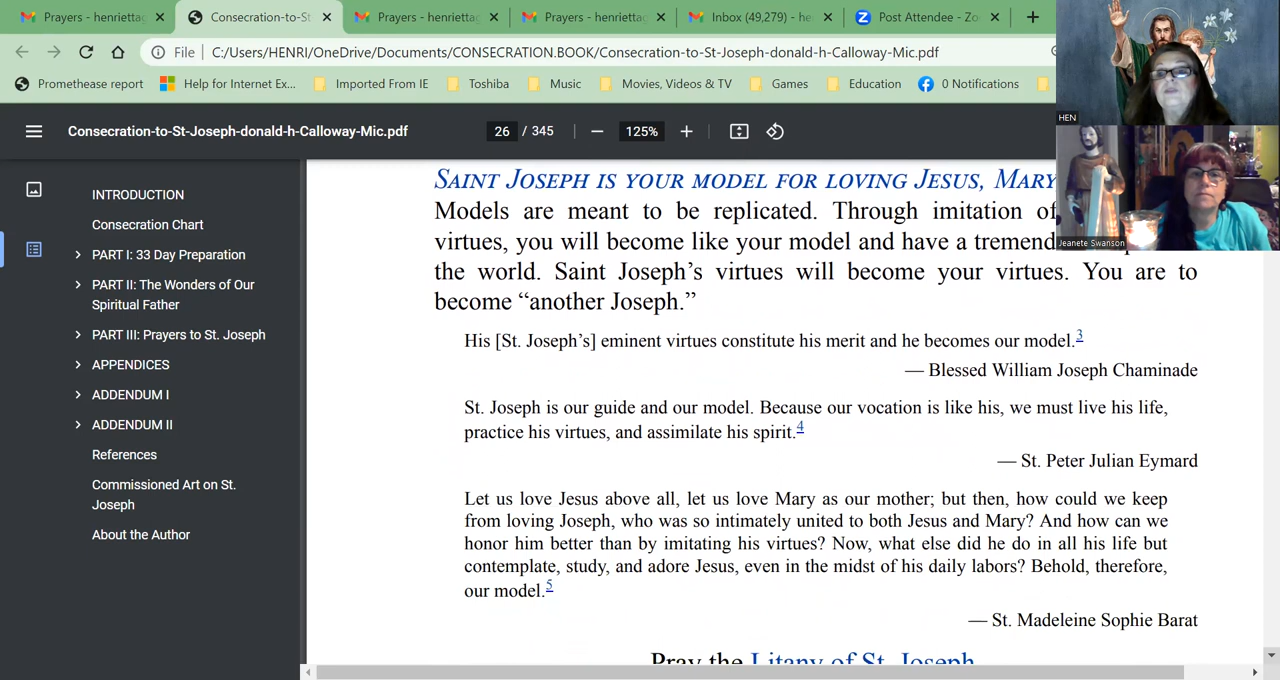 Prayers - henriettag
Consecration-to-St
Prayers - henriettag
Prayers - henriettag
Inbox (49,279) - he
Post Attendee - Zo
File C:/Users/HENRI/OneDrive/Documents/CONSECRATION.BOOK/Consecration-to-St-Joseph-donald-h-Calloway-Mic.pdf
Promethease report
Help for Internet Ex...
Imported From IE
Toshiba
Music
Movies, Videos & TV
Games
Education
0 Notifications
HEN
Jeanete Swanson
Consecration-to-St-Joseph-donald-h-Calloway-Mic.pdf
26 / 345
125%
INTRODUCTION
Consecration Chart
PART I: 33 Day Preparation
PART II: The Wonders of Our
Spiritual Father
PART III: Prayers to St. Joseph
APPENDICES
ADDENDUM I
ADDENDUM II
References
Commissioned Art on St.
Joseph
About the Author
SAINT JOSEPH IS YOUR MODEL FOR LOVING JESUS, MARY
Models are meant to be replicated. Through imitation of
virtues, you will become like your model and have a tremend
the world. Saint Joseph's virtues will become your virtues. You are to
become “another Joseph.”
His [St. Joseph's] eminent virtues constitute his merit and he becomes our model.3
— Blessed William Joseph Chaminade
St. Joseph is our guide and our model. Because our vocation is like his, we must live his life,
practice his virtues, and assimilate his spirit.4
— St. Peter Julian Eymard
Let us love Jesus above all, let us love Mary as our mother; but then, how could we keep
from loving Joseph, who was so intimately united to both Jesus and Mary? And how can we
honor him better than by imitating his virtues? Now, what else did he do in all his life but
contemplate, study, and adore Jesus, even in the midst of his daily labors? Behold, therefore,
our model.5
— St. Madeleine Sophie Barat
Pray the Litany of St. Joseph